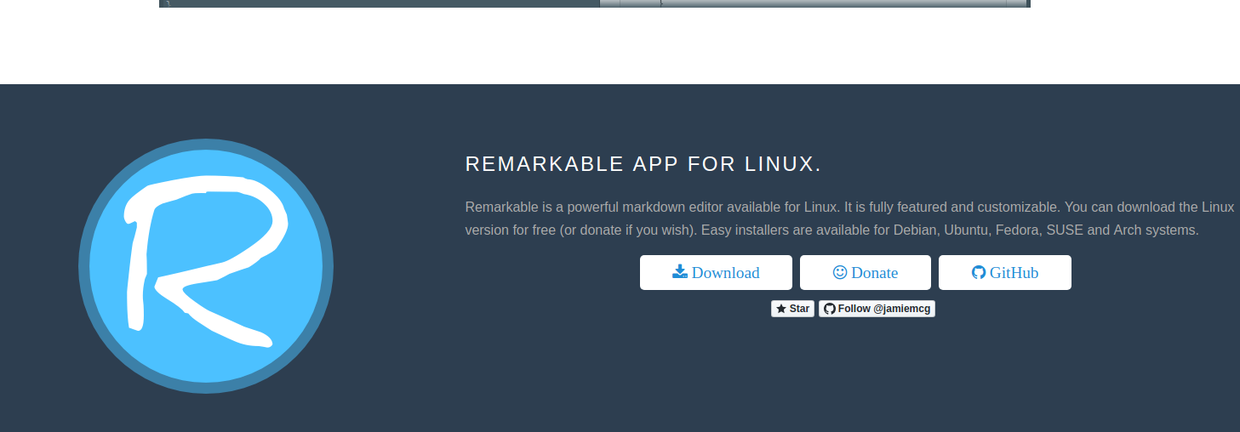 R
REMARKABLE APP FOR LINUX.
Remarkable is a powerful markdown editor available for Linux. It is fully featured and customizable. You can download the Linux
version for free (or donate if you wish). Easy installers are available for Debian, Ubuntu, Fedora, SUSE and Arch systems.
Download Donate GitHub
Star Follow @jamiemcg